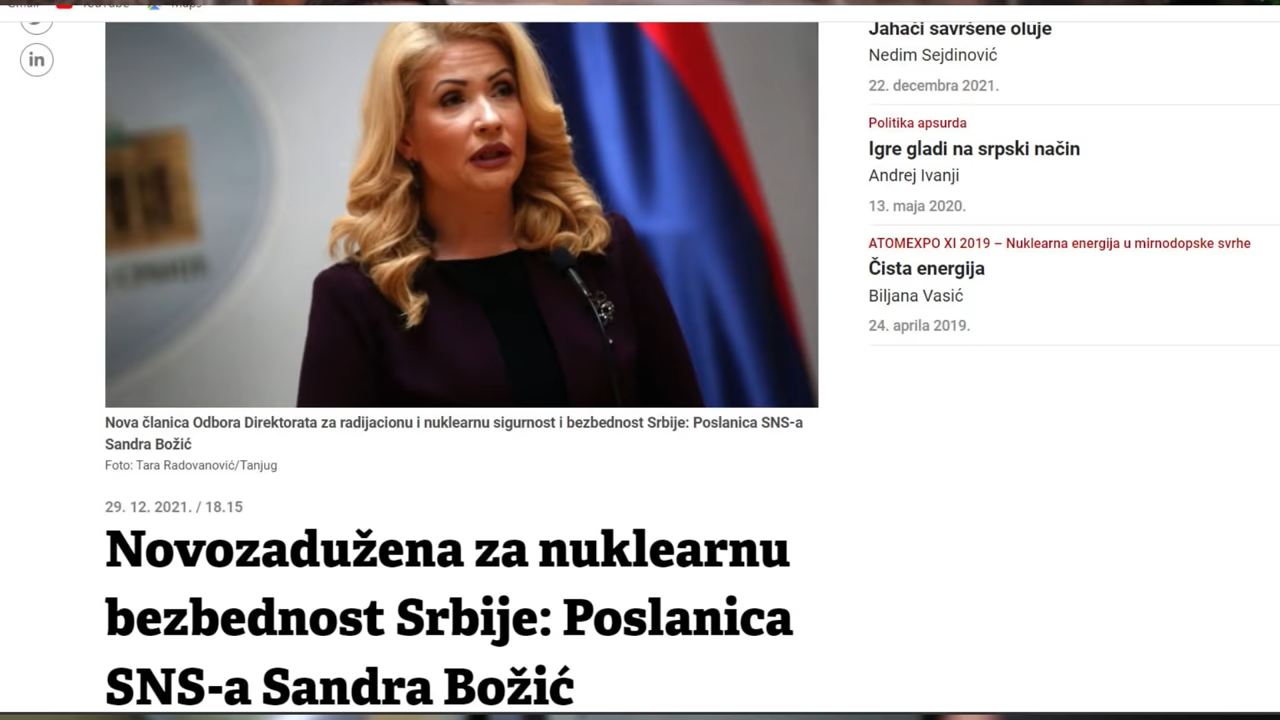 YouTube
Maps
in
Jahači savršene oluje
Nedim Sejdinović
22. decembra 2021.
Politika apsurda
Igre gladi na srpski način
Andrej Ivanji
13. maja 2020.
ATOMEXPO XI 2019 – Nuklearna energija u mirnodopske svrhe
Čista energija
Biljana Vasić
24. aprila 2019.
Nova članica Odbora Direktorata za radijacionu i nuklearnu sigurnost i bezbednost Srbije: Poslanica SNS-a
Sandra Božić
Foto: Tara Radovanović/Tanjug
29. 12. 2021. / 18.15
Novozadužena za nuklearnu
bezbednost Srbije: Poslanica
SNS-a Sandra Božić